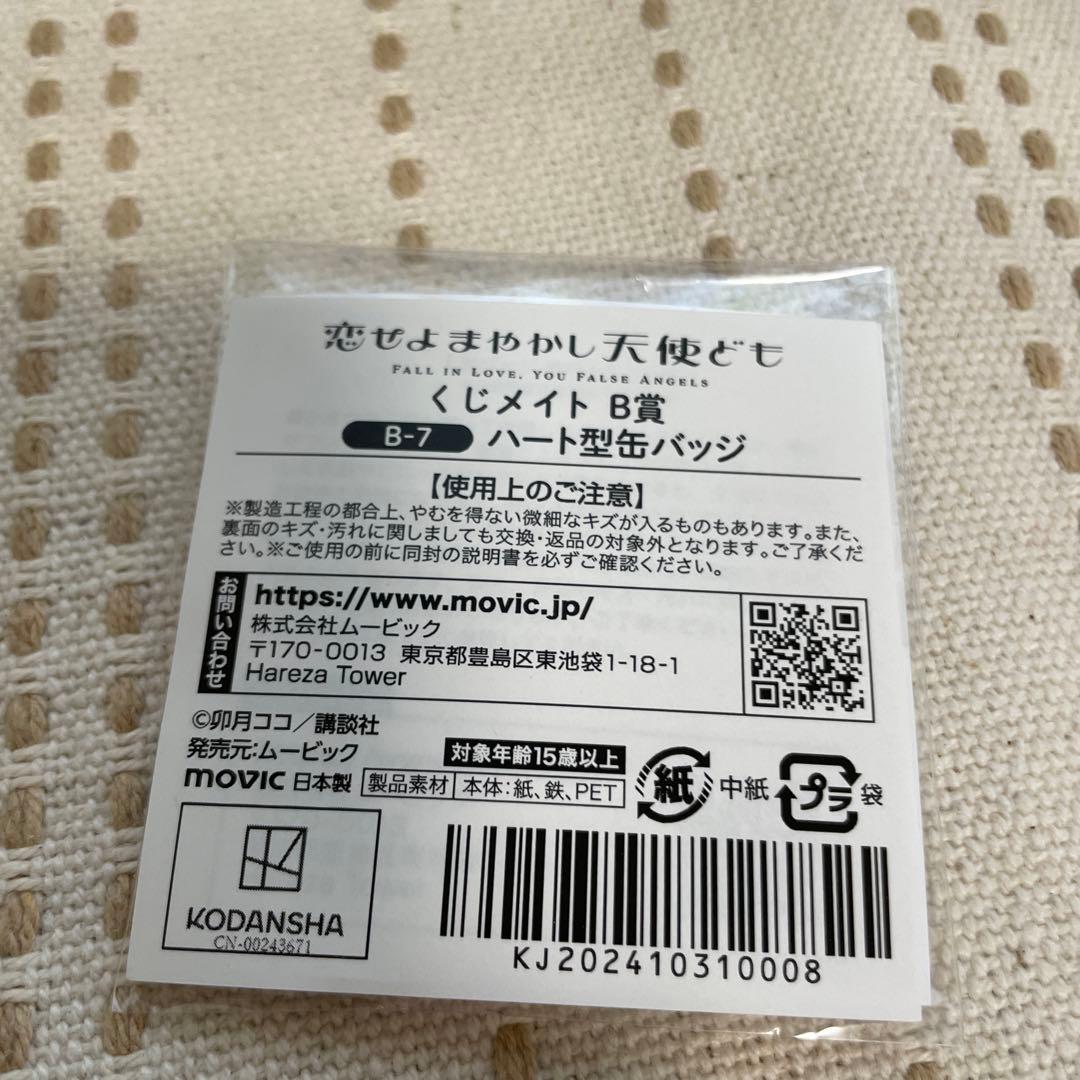 恋せよまやかし天使ども
FALL IN LOVE, YOU FALSE ANGELS
くじメイト B賞
B-7 ハート型缶バッジ
【使用上のご注意】
※製造工程の都合上、やむを得ない微細なキズが入るものもあります。また、
裏面のキズ・汚れに関しましても交換・返品の対象外となります。ご了承くだ
さい。※ご使用の前に同封の説明書を必ずご確認ください。
お問い合わせ
https://www.movic.jp/
株式会社ムービック
〒170-0013 東京都豊島区東池袋1-18-1
Hareza Tower
©卯月ココ/講談社
発売元:ムービック
対象年齢15歳以上
movic 日本製 製品素材 本体:紙、鉄、PET
紙 中紙 プラ 袋
KODANSHA
CN-00243671
KJ202410310008